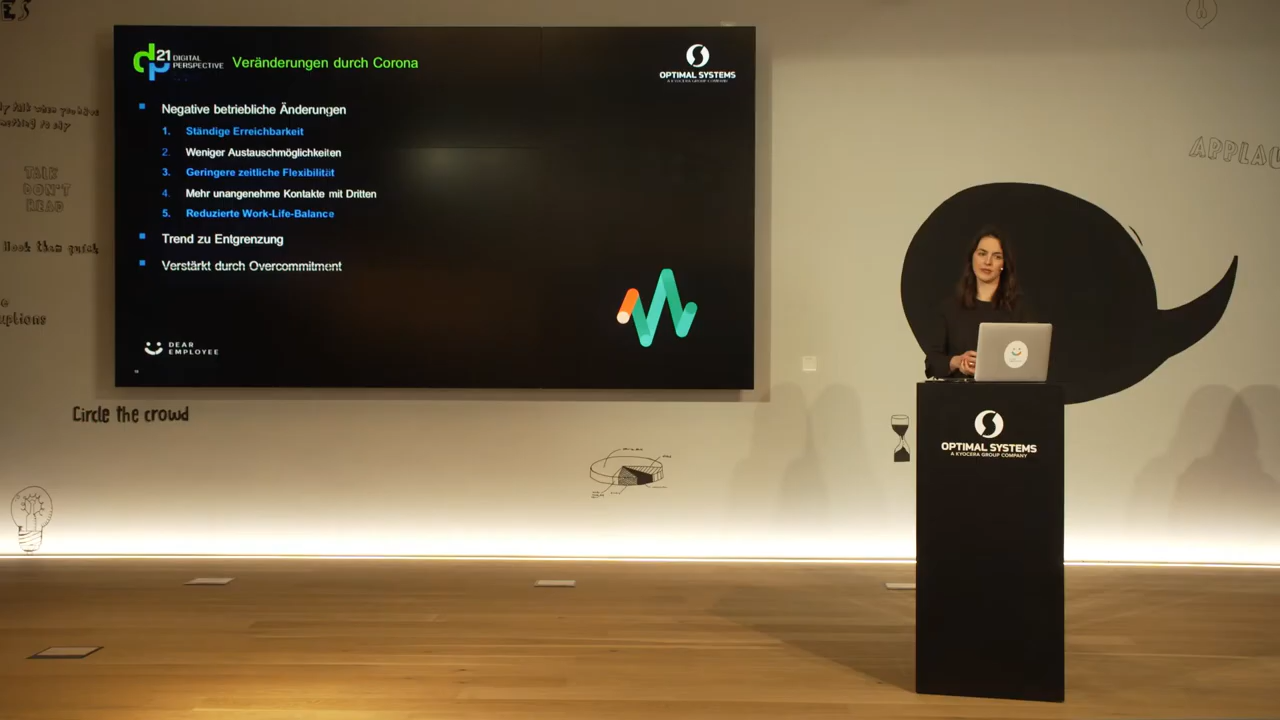 21 DIGITAL
PERSPECTIVE
Veränderungen durch Corona
OPTIMAL SYSTEMS
Negative betriebliche Änderungen
1. Ständige Erreichbarkeit
2. Weniger Austauschmöglichkeiten
3. Geringere zeitliche Flexibilität
4. Mehr unangenehme Kontakte mit Dritten
5. Reduzierte Work-Life-Balance
Trend zu Entgrenzung
Verstärkt durch Overcommitment
DEAR
EMPLOYEE
TALK
DON'T
READ
APPLAU
Circle the crowd
OPTIMAL SYSTEMS
A KYOCERA GROUP COMPANY